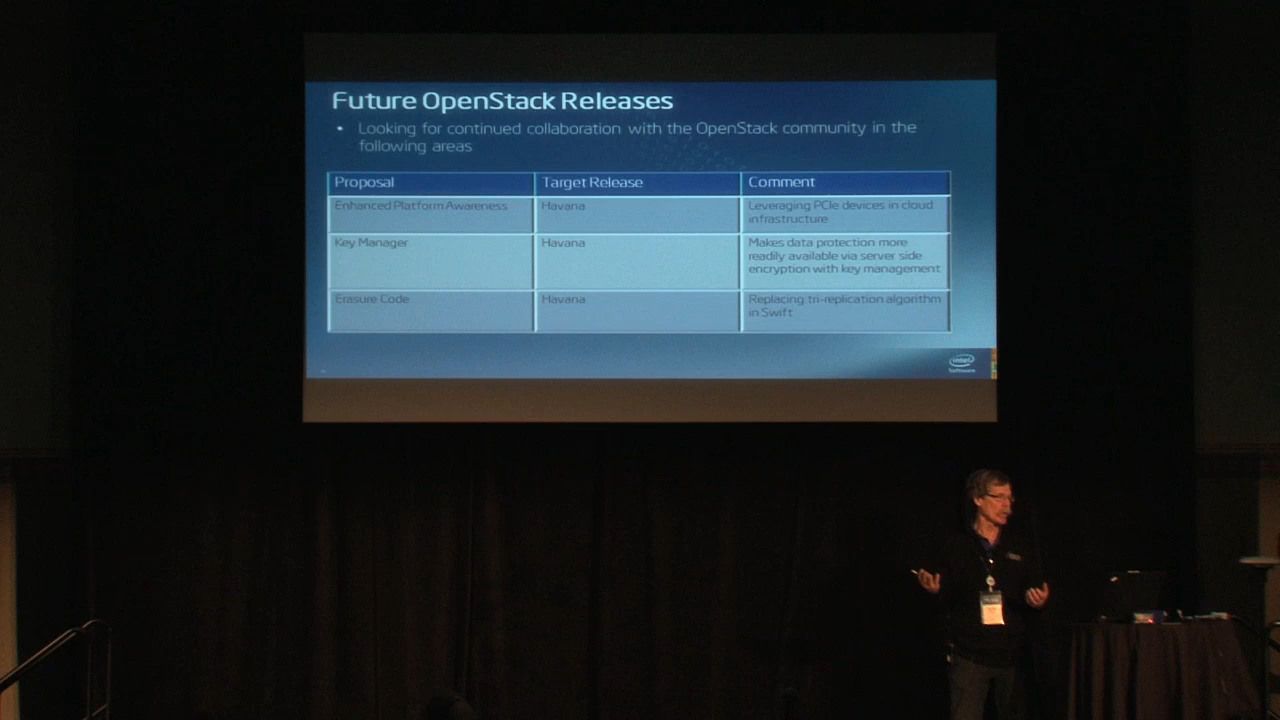 Future OpenStack Releases
• Looking for continued collaboration with the OpenStack community in the
following areas
Proposal Target Release Comment
Enhanced Platform Awareness Havana Leveraging PCIe devices in cloud
infrastructure
Key Manager Havana Makes data protection more
readily available via server side
encryption with key management
Erasure Code Havana Replacing tri-replication algorithm
in Swift
intel
Software